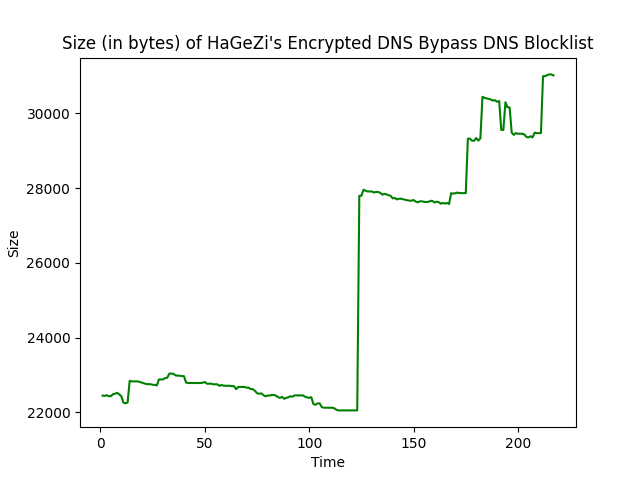 Size (in bytes) of HaGeZi's Encrypted DNS Bypass DNS Blocklist
30000
28000
26000
24000
22000
Size
0 50 100 150 200
Time